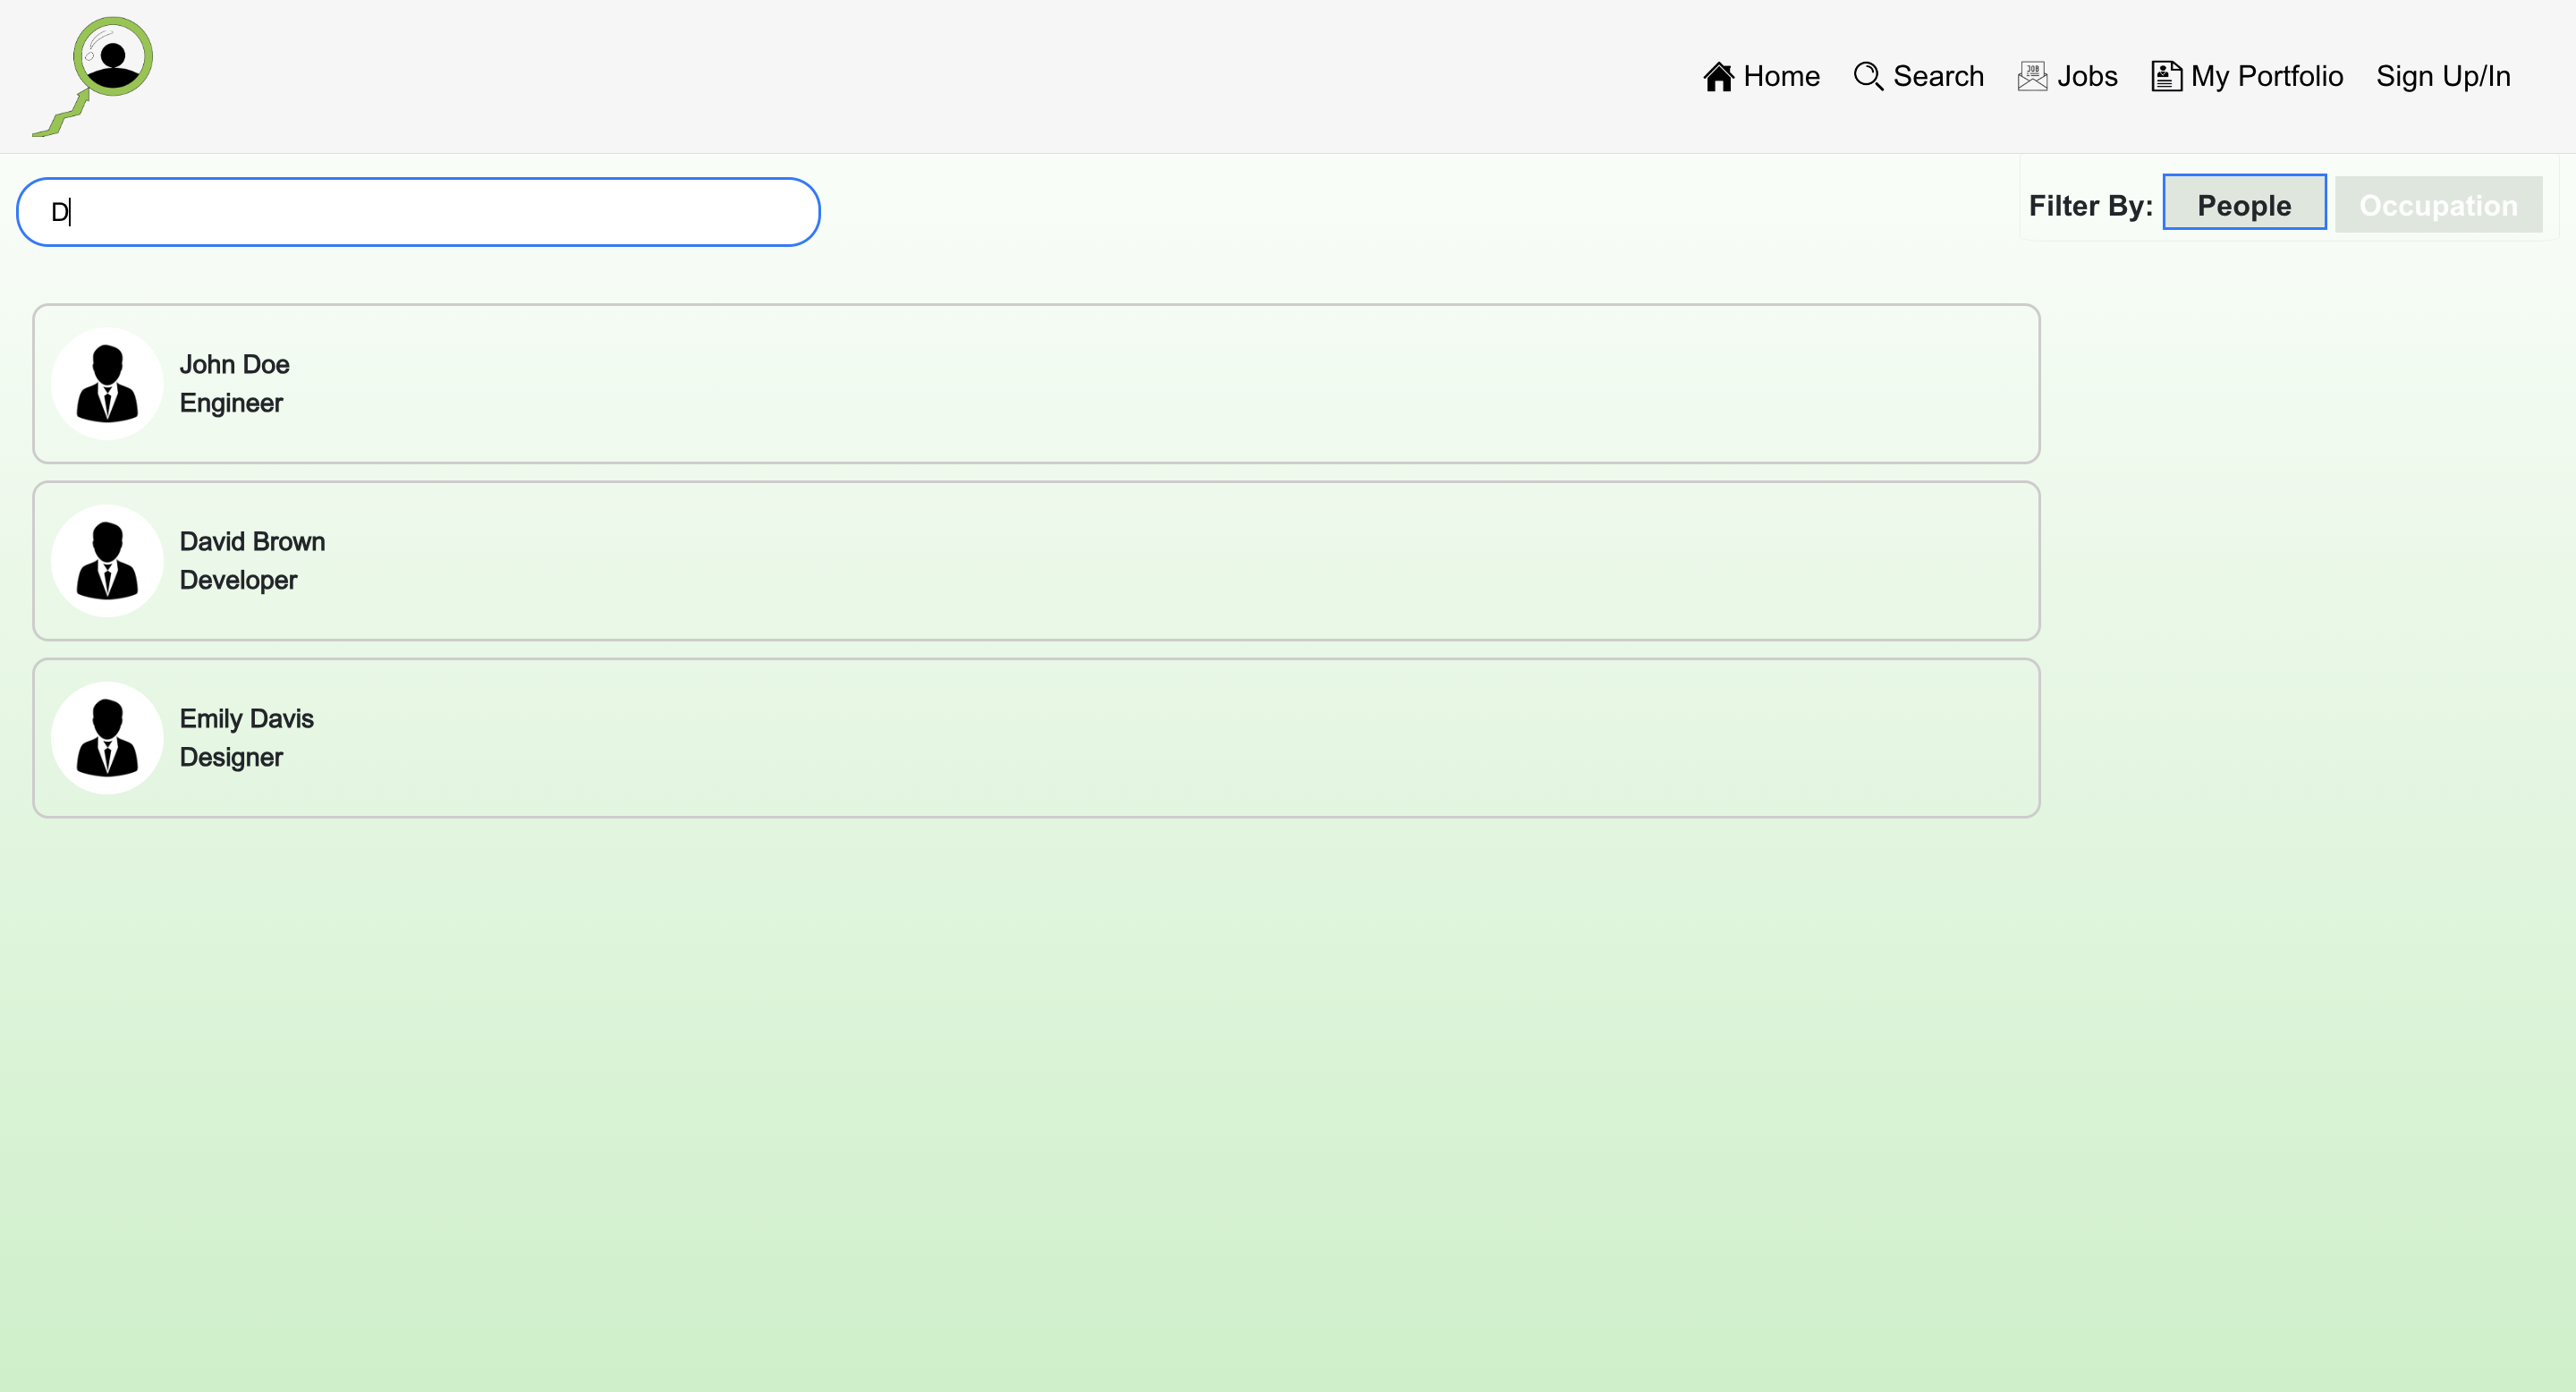 Home Search JOB Jobs My Portfolio Sign Up/In
D
Filter By: People Occupation
John Doe
Engineer
David Brown
Developer
Emily Davis
Designer